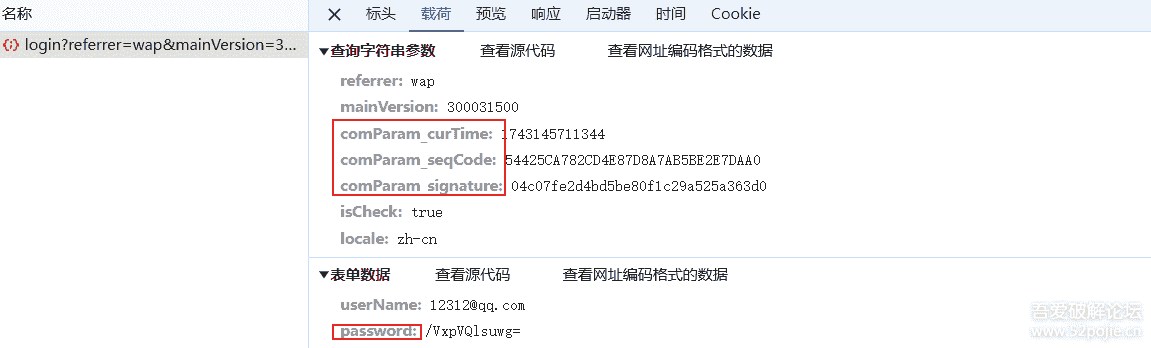 名称
login?referrer=wap&mainVersion=3...
标头 载荷 预览 响应 启动器 时间 Cookie
▼查询字符串参数 查看源代码 查看网址编码格式的数据
referrer: wap
mainVersion: 300031500
comParam_curTime: 1743145711344
comParam_seqCode: 54425CA782CD4E87D8A7AB5BE2E7DAA0
comParam_signature: 04c07fe2d4bd5be80f1c29a525a363d0
isCheck: true
locale: zh-cn
▼表单数据 查看源代码 查看网址编码格式的数据
userName: 12312@qq.com
password: /VxpVQlsuwg=
吾爱破解论坛
www.52pojie.cn